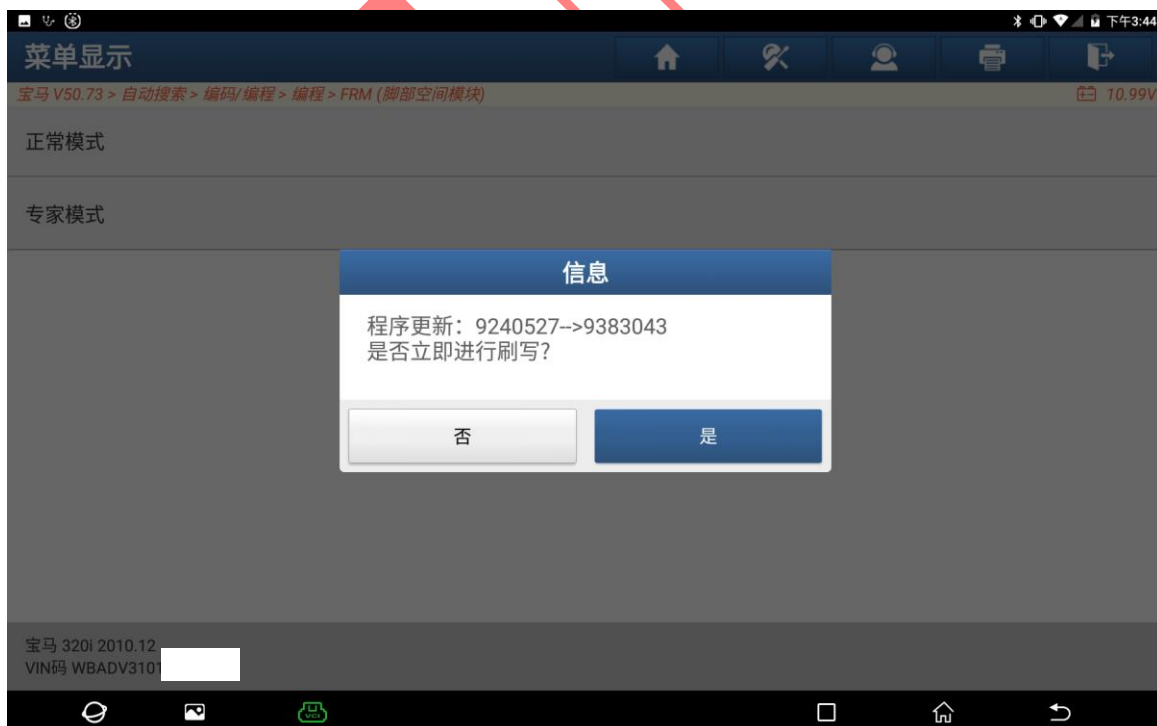 下午3:44
菜单显示
宝马 V50.73 > 自动搜索 > 编码/编程 > 编程 > FRM (脚部空间模块)
10.99V
正常模式
专家模式
信息
程序更新：9240527-->9383043
是否立即进行刷写?
否
是
宝马 320i 2010.12
VIN码 WBADV3101
VCI